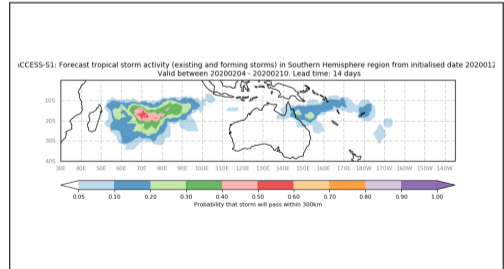 ACCESS-S1: Forecast tropical storm activity (existing and forming storms) in Southern Hemisphere region from initialised date 2020012
Valid between 20200204 - 20200210. Lead time: 14 days
10S
20S
30S
40S
30E 40E 50E 60E 70E 80E 90E 100E 110E 120E 130E 140E 150E 160E 170E 180W 170W 160W 150W 140W
0.05 0.10 0.20 0.30 0.40 0.50 0.60 0.70 0.80 0.90 1.00
Probability that storm will pass within 300km